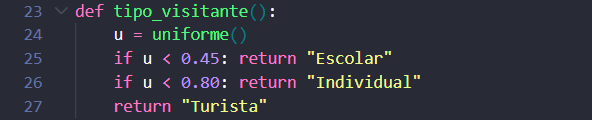 23 def tipo_visitante():
24     u = uniforme()
25     if u < 0.45: return "Escolar"
26     if u < 0.80: return "Individual"
27     return "Turista"